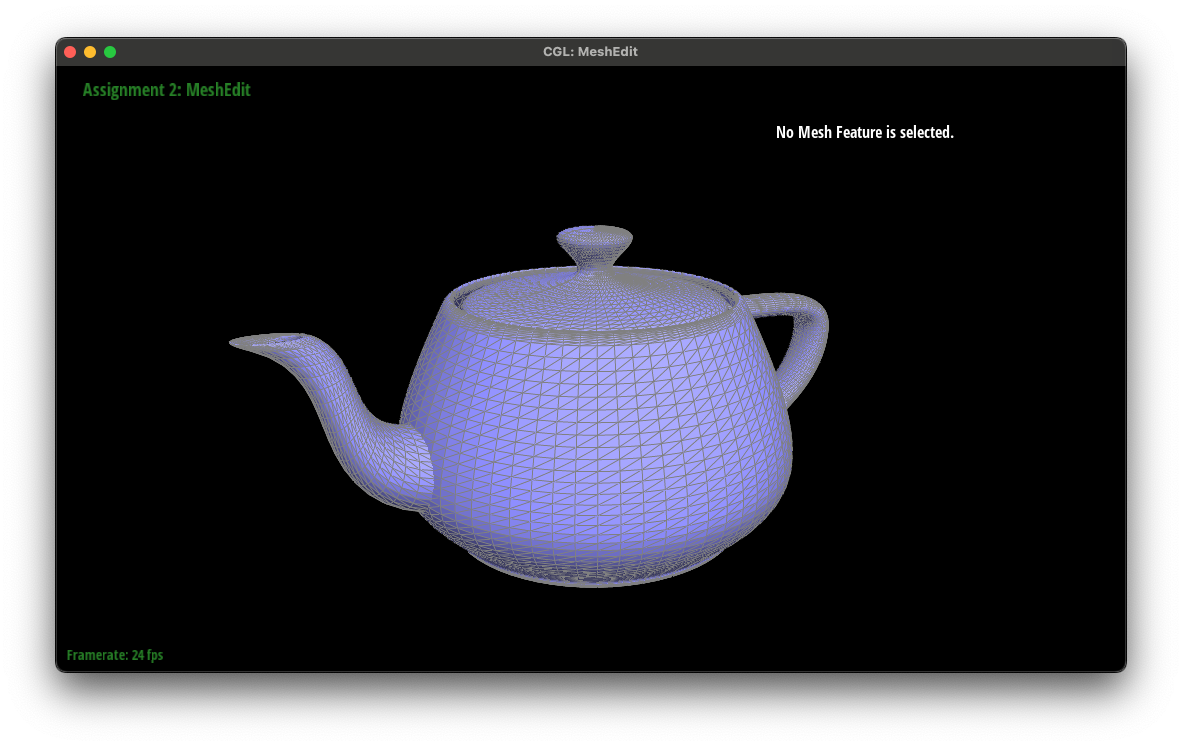 CGL: MeshEdit
Assignment 2: MeshEdit
No Mesh Feature is selected.
Framerate: 24 fps